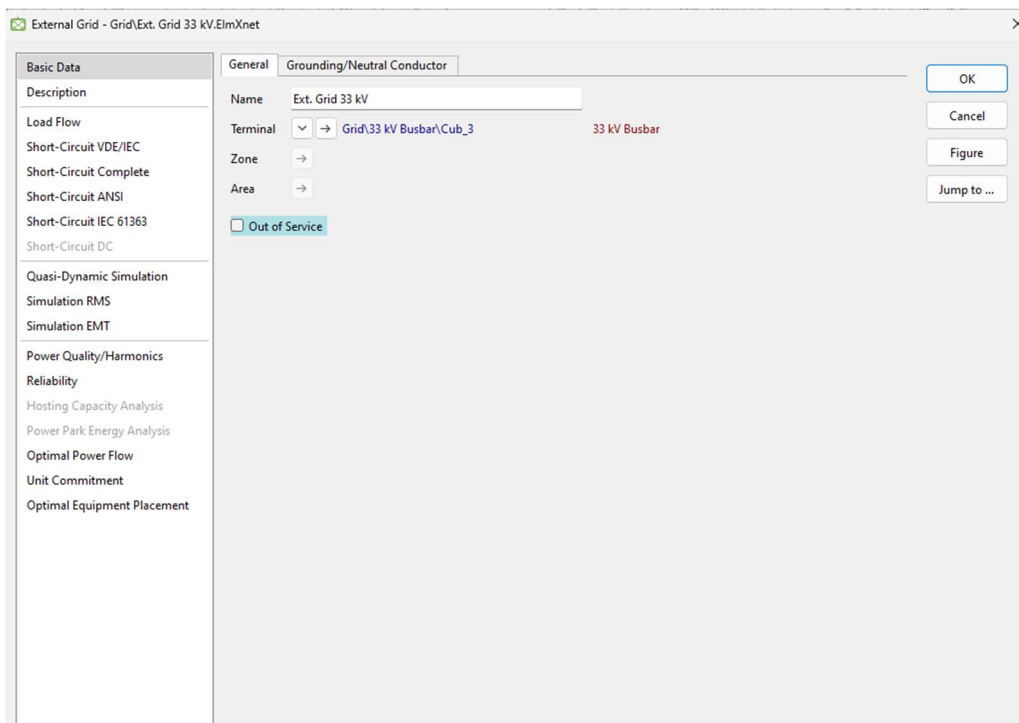 External Grid - Grid\Ext. Grid 33 kV.ElmXnet
Basic Data
Description
Load Flow
Short-Circuit VDE/IEC
Short-Circuit Complete
Short-Circuit ANSI
Short-Circuit IEC 61363
Short-Circuit DC
Quasi-Dynamic Simulation
Simulation RMS
Simulation EMT
Power Quality/Harmonics
Reliability
Hosting Capacity Analysis
Power Park Energy Analysis
Optimal Power Flow
Unit Commitment
Optimal Equipment Placement
General Grounding/Neutral Conductor
Name Ext. Grid 33 kV
Terminal Grid\33 kV Busbar\Cub_3 33 kV Busbar
Zone
Area
Out of Service
OK
Cancel
Figure
Jump to ...